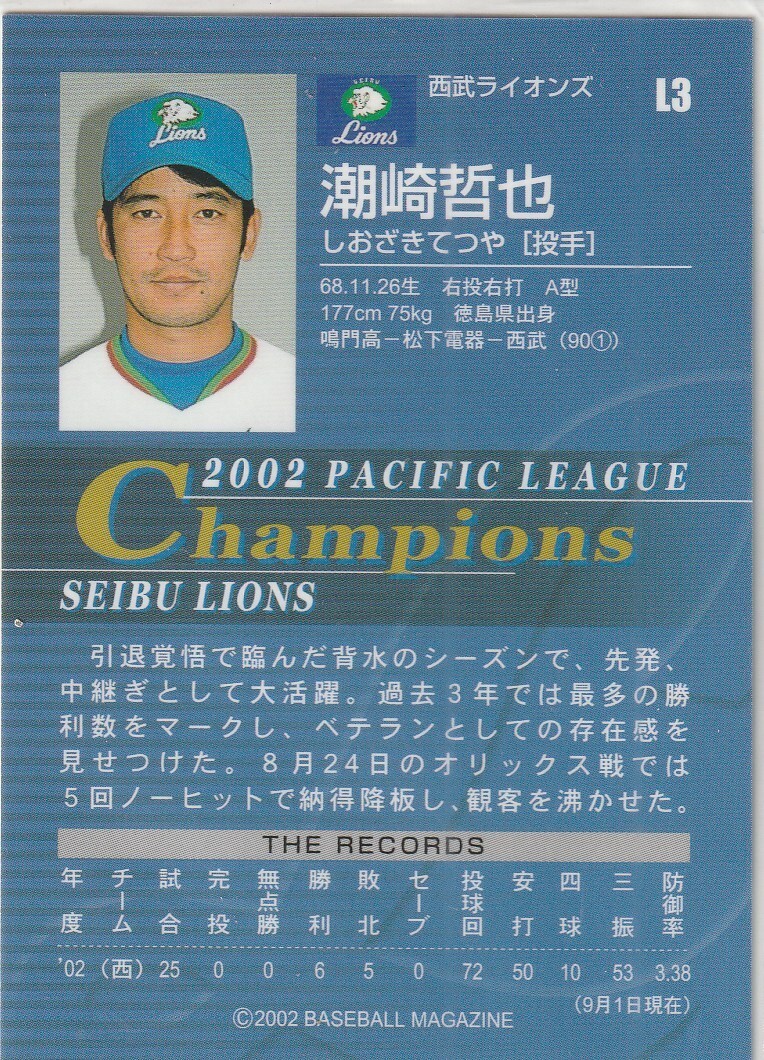 Lions
SEIBU
Lions
西武ライオンズ
L3
潮崎哲也
しおざきてつや［投手］
68.11.26生　右投右打　A型
177cm 75kg　徳島県出身
鳴門高－松下電器－西武（90①）
2002 PACIFIC LEAGUE
Champions
SEIBU LIONS
引退覚悟で臨んだ背水のシーズンで、先発、
中継ぎとして大活躍。過去３年では最多の勝
利数をマークし、ベテランとしての存在感を
見せつけた。８月24日のオリックス戦では
５回ノーヒットで納得降板し、観客を沸かせた。
THE RECORDS
年度 チーム 試合 完投 無点勝 勝利 敗北 セーブ 投球回 安打 四球 三振 防御率
'02 (西) 25 0 0 6 5 0 72 50 10 53 3.38
（9月1日現在）
©2002 BASEBALL MAGAZINE